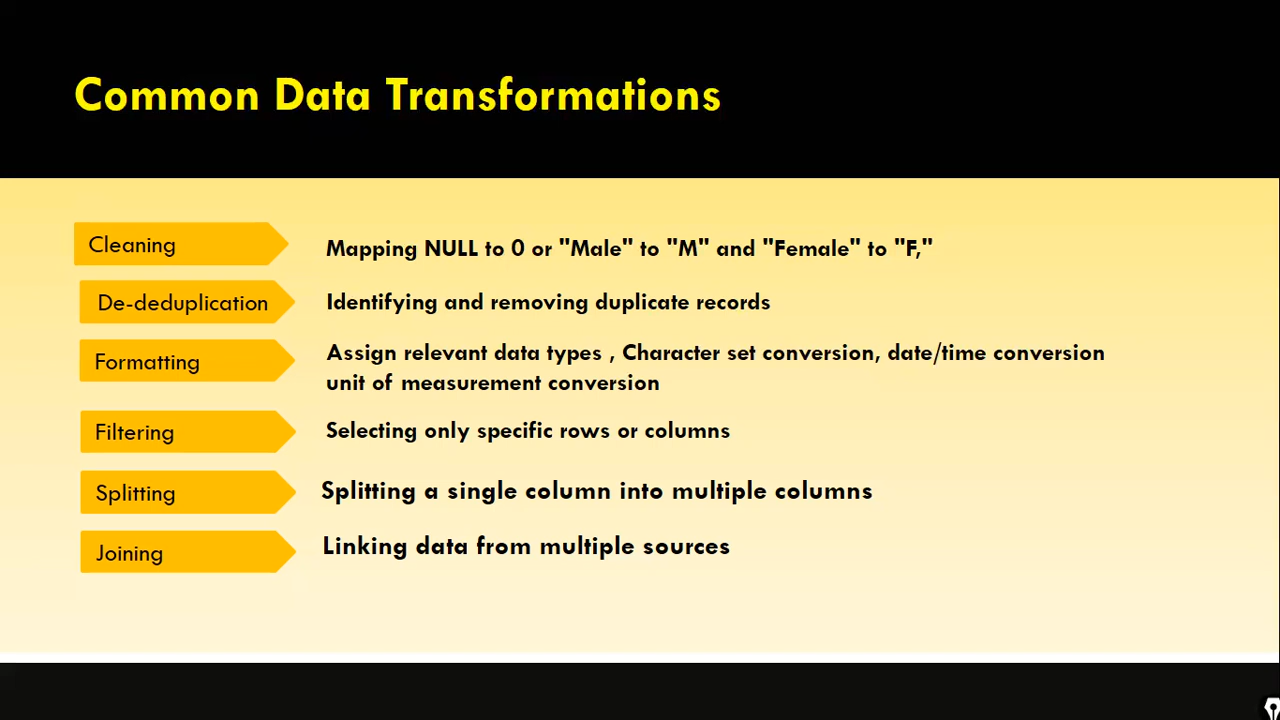 Common Data Transformations
Cleaning
Mapping NULL to 0 or "Male" to "M" and "Female" to "F,"
De-deduplication
Identifying and removing duplicate records
Formatting
Assign relevant data types , Character set conversion, date/time conversion
unit of measurement conversion
Filtering
Selecting only specific rows or columns
Splitting
Splitting a single column into multiple columns
Joining
Linking data from multiple sources